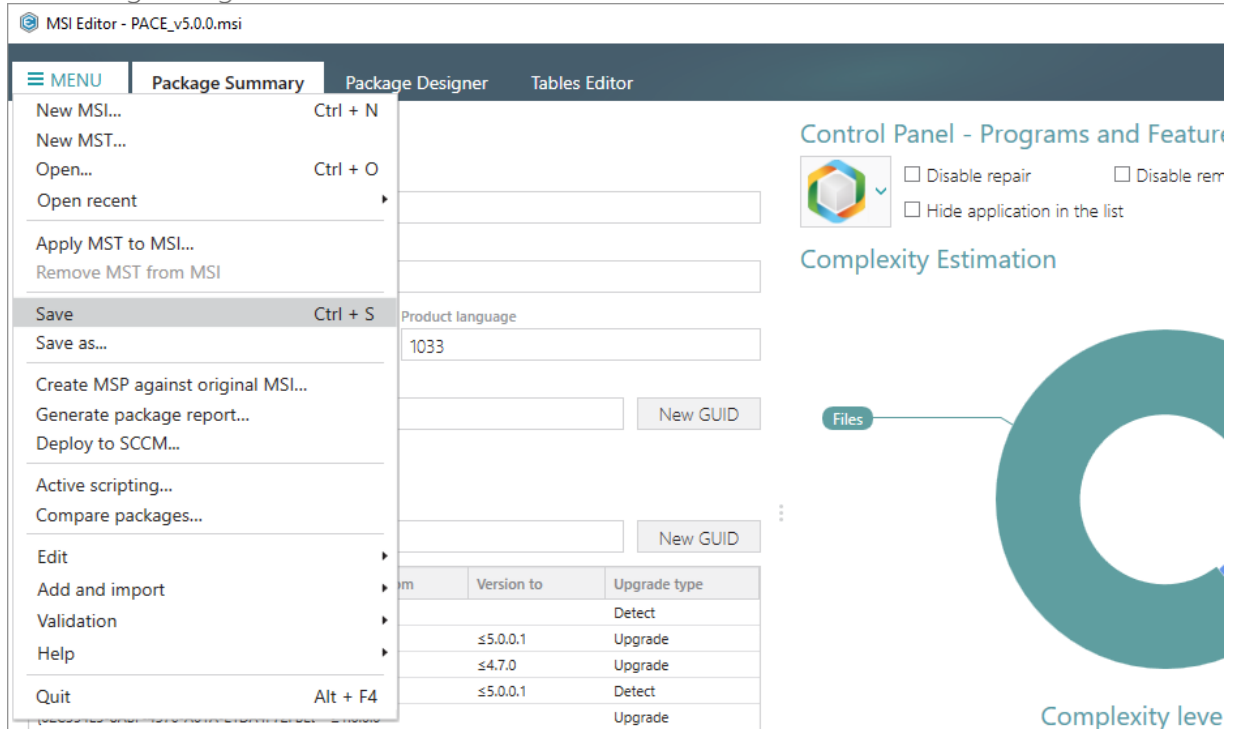 MSI Editor - PACE_v5.0.0.msi
MENU Package Summary Package Designer Tables Editor
New MSI... Ctrl + N
New MST...
Open... Ctrl + O
Open recent
Apply MST to MSI...
Remove MST from MSI
Save Ctrl + S
Save as...
Create MSP against original MSI...
Generate package report...
Deploy to SCCM...
Active scripting...
Compare packages...
Edit
Add and import
Validation
Help
Quit Alt + F4
Product language
1033
New GUID
New GUID
om Version to Upgrade type
Detect
≤5.0.0.1 Upgrade
≤4.7.0 Upgrade
≤5.0.0.1 Detect
Upgrade
Control Panel - Programs and Feature
Disable repair Disable rem
Hide application in the list
Complexity Estimation
Files
Complexity leve